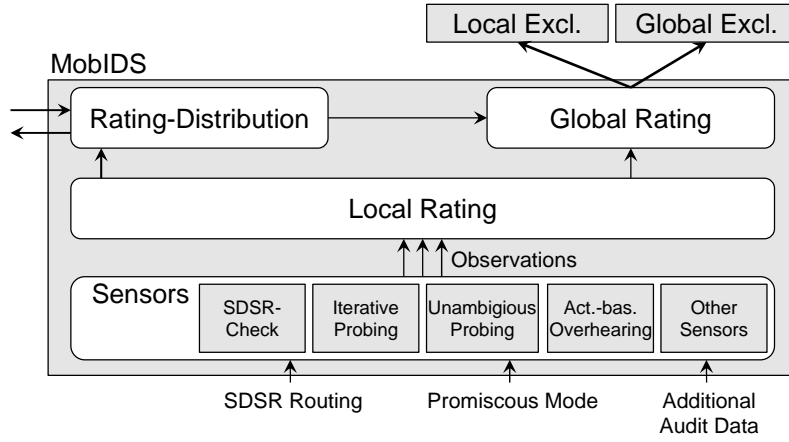 Local Excl.
Global Excl.
MobIDS
Rating-Distribution
Global Rating
Local Rating
Observations
Sensors
SDSR-
Check
Iterative
Probing
Unambigious
Probing
Act.-bas.
Overhearing
Other
Sensors
SDSR Routing
Promiscous Mode
Additional
Audit Data